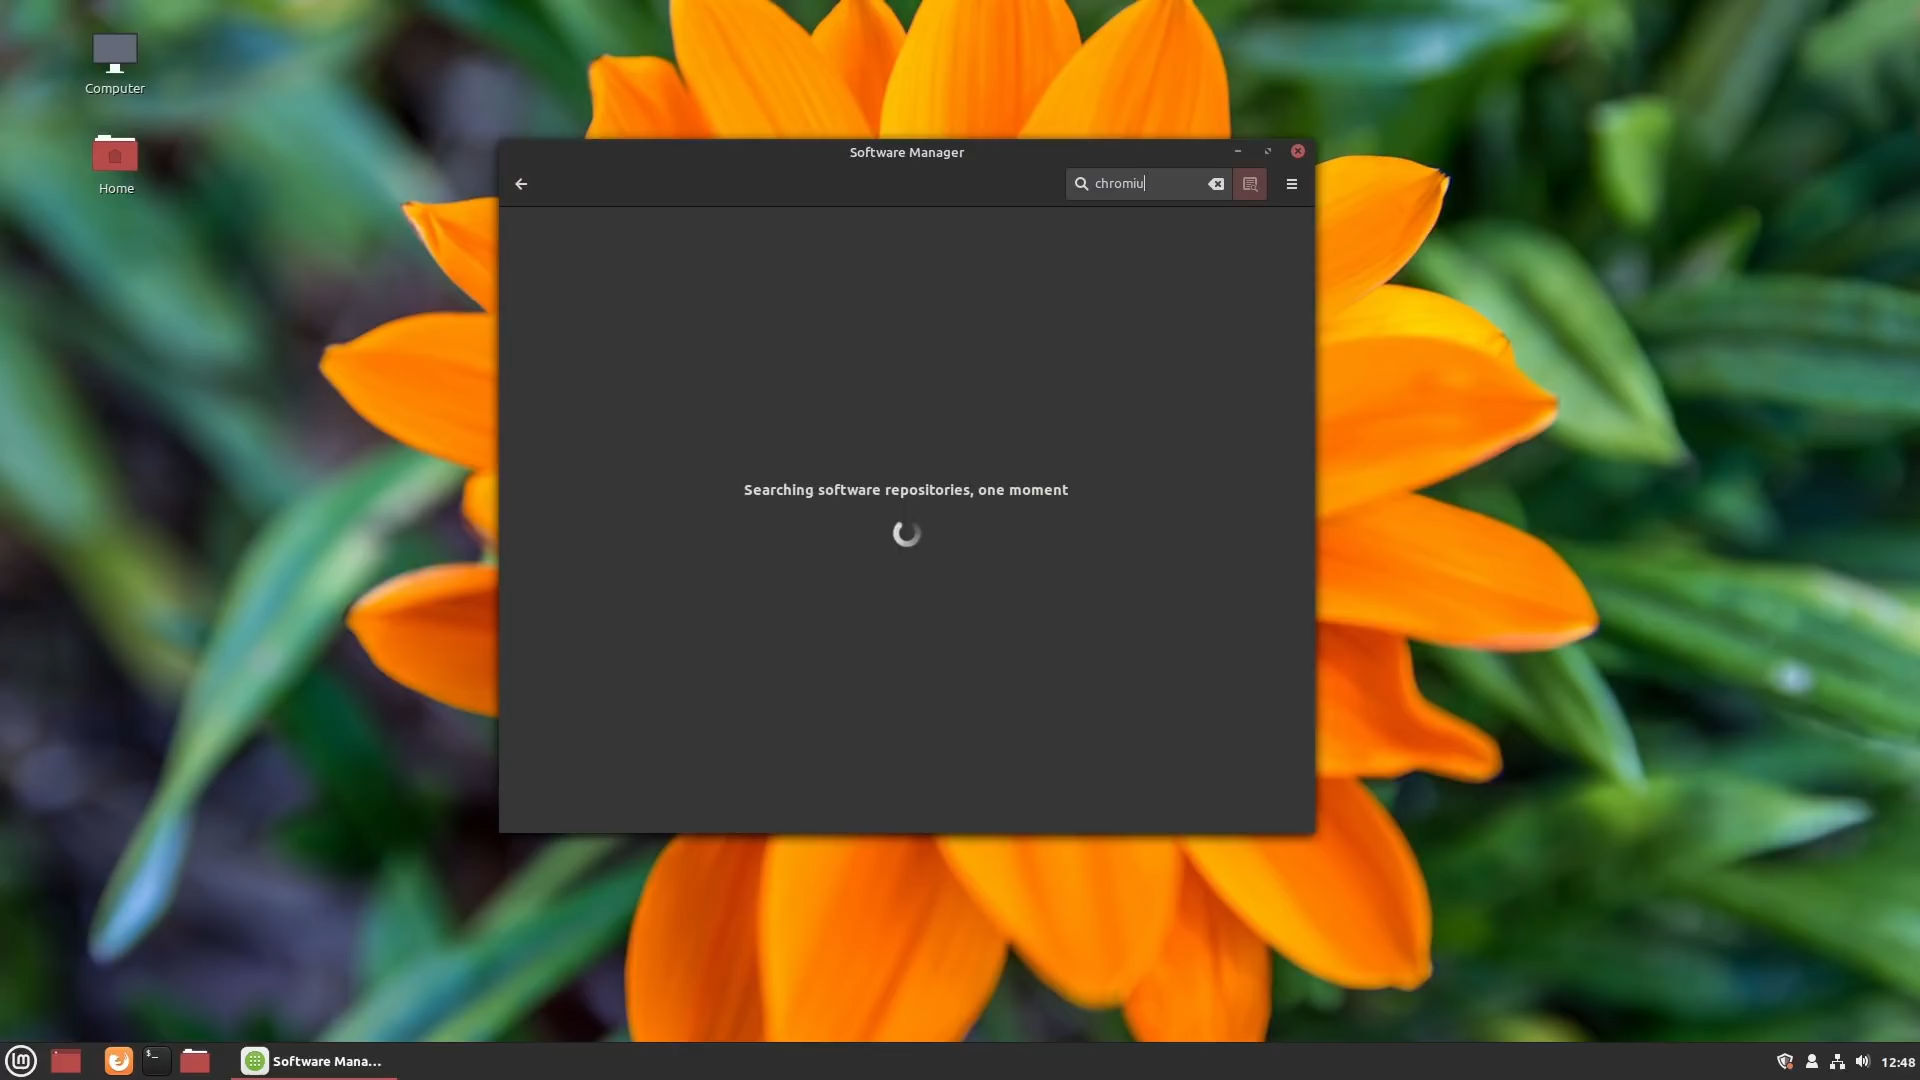 Computer
Home
Software Manager
chromiu
Searching software repositories, one moment
$_
Software Mana...
12:48